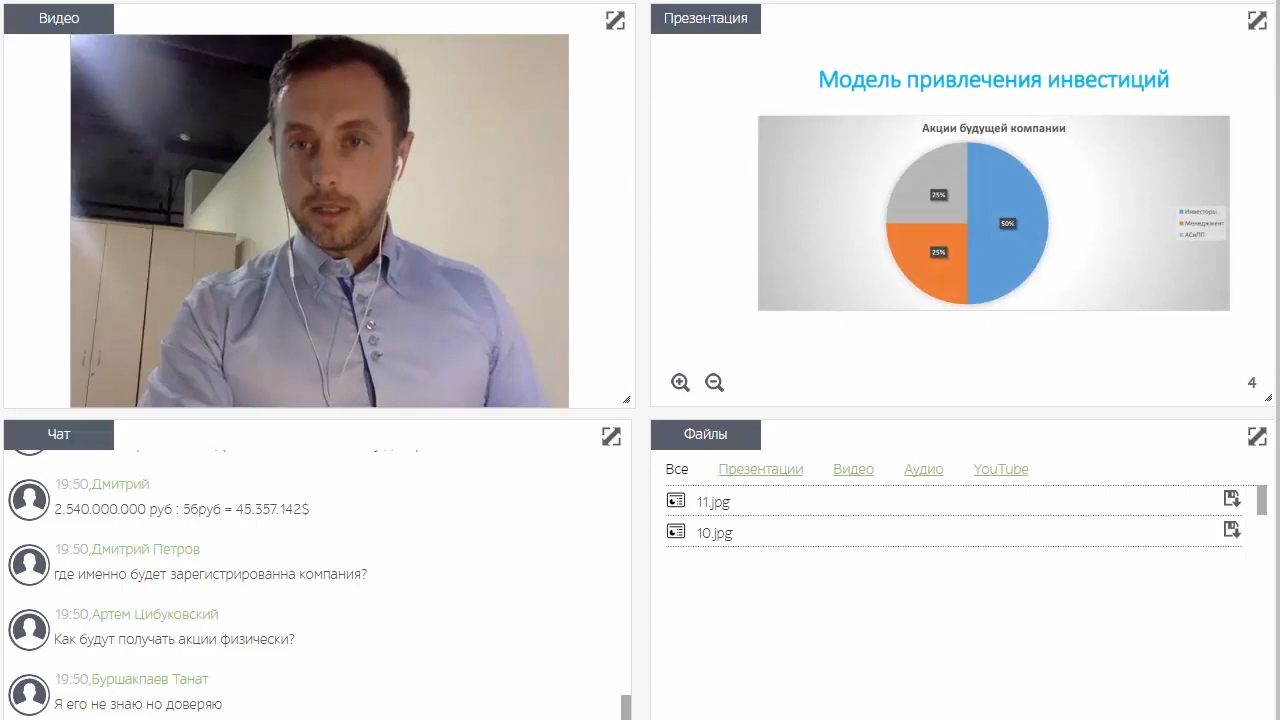 Видео
Презентация
Модель привлечения инвестиций
Акции будущей компании
25%
50%
25%
Инвесторы
Менеджмент
АСиПП
4
Чат
19:50,Дмитрий
2.540.000.000 руб : 56руб = 45.357.142$
19:50,Дмитрий Петров
где именно будет зарегистрированна компания?
19:50,Артем Цибуковский
Как будут получать акции физически?
19:50,Буршакпаев Танат
Я его не знаю но доверяю
Файлы
Все Презентации Видео Аудио YouTube
11.jpg
10.jpg